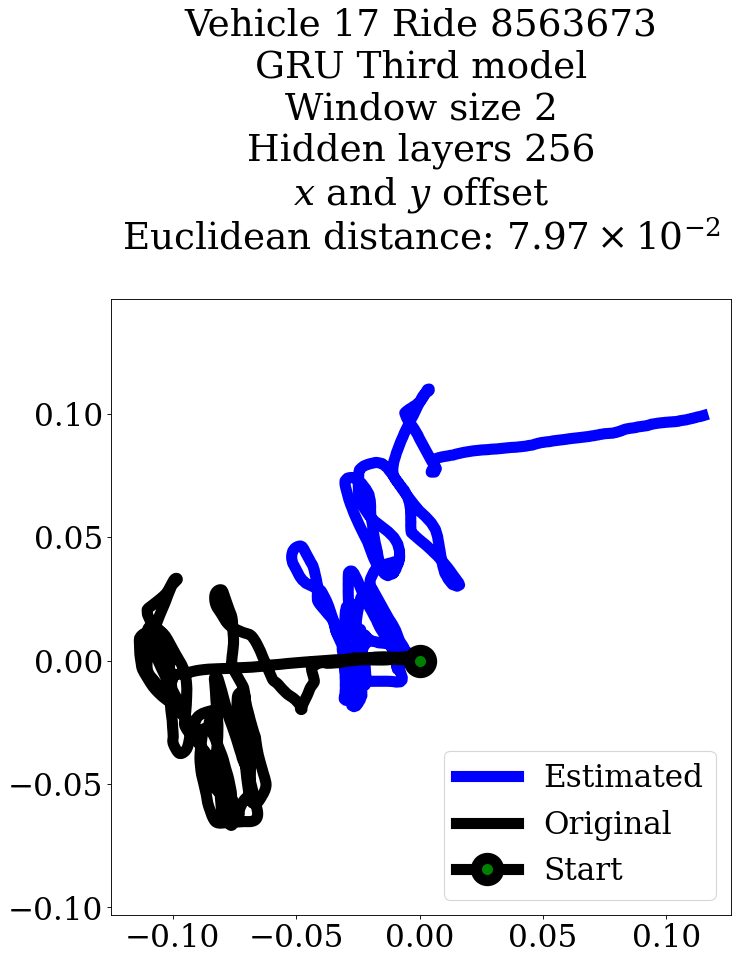 Vehicle 17 Ride 8563673
GRU Third model
Window size 2
Hidden layers 256
x and y offset
Euclidean distance: 7.97 × 10⁻²
0.10
0.05
0.00
−0.05
−0.10
Estimated
Original
Start
−0.10 −0.05 0.00 0.05 0.10